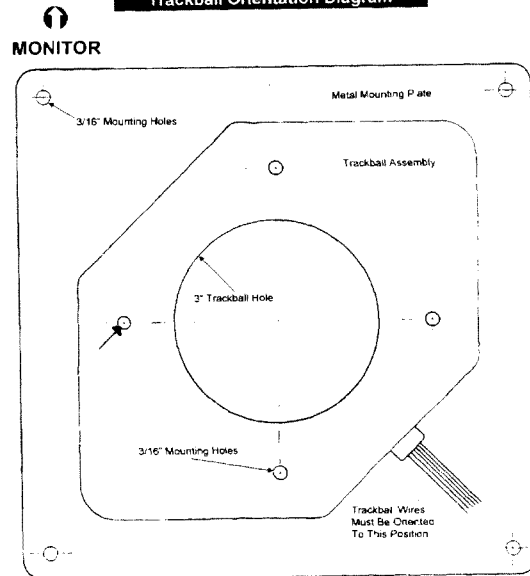 Trackball Orientation Diagram
MONITOR
Metal Mounting Plate
3/16" Mounting Holes
Trackball Assembly
3" Trackball Hole
3/16" Mounting Holes
Trackball Wires
Must Be Oriented
To This Position